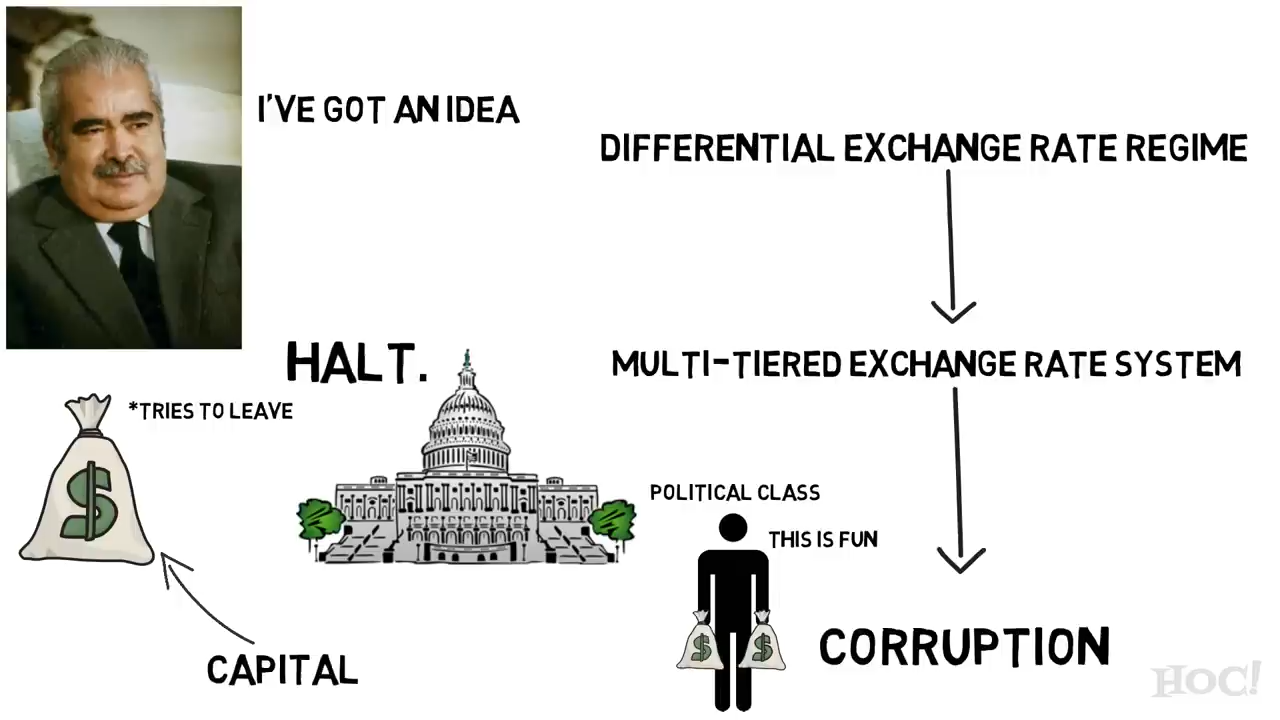 I'VE GOT AN IDEA
DIFFERENTIAL EXCHANGE RATE REGIME
HALT.
MULTI-TIERED EXCHANGE RATE SYSTEM
*TRIES TO LEAVE
POLITICAL CLASS
THIS IS FUN
CORRUPTION
CAPITAL
HOC!